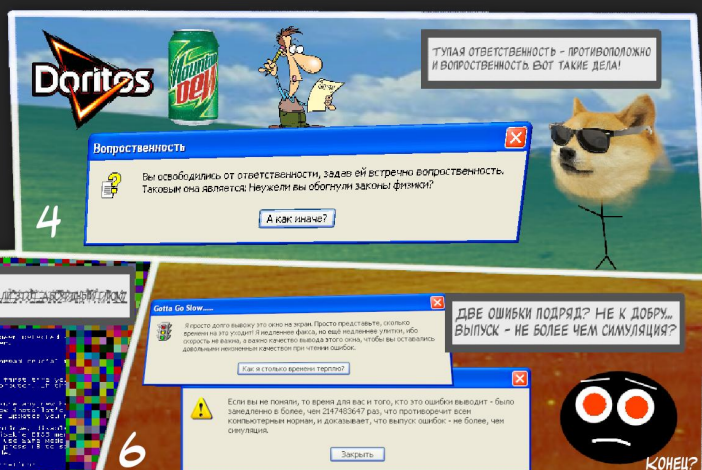 Doritos
Mountain
Dew
ТУПАЯ ОТВЕТСТВЕННОСТЬ - ПРОТИВОПОЛОЖНО
И ВОПРОСТВЕННОСТЬ. ВОТ ТАКИЕ ДЕЛА!
Вопроственность
Вы освободились от ответственности, задав ей встречно вопроственность.
Таковым она является: Неужели вы обогнули законы физики?
А как иначе?
4
Gotta Go Slow.....
Я просто долго вывожу это окно на экран. Просто представьте, сколько
времени на это уходит! Я медленнее факса, но ещё медленнее улитки, ибо
скорость не важна, а важно качество вывода этого окна, чтобы вы оставались
довольными неизменным качеством при чтении ошибок.
Как я столько времени терплю?
ДВЕ ОШИБКИ ПОДРЯД? НЕ К ДОБРУ...
ВЫПУСК - НЕ БОЛЕЕ ЧЕМ СИМУЛЯЦИЯ?
Если вы не поняли, то время для вас и того, кто это ошибки выводит - было
замедленно в более, чем 2147483647 раз, что противоречит всем
компьютерным нормам, и доказывает, что выпуск ошибок - не более, чем
симуляция.
Закрыть
6
КОНЕЦ?